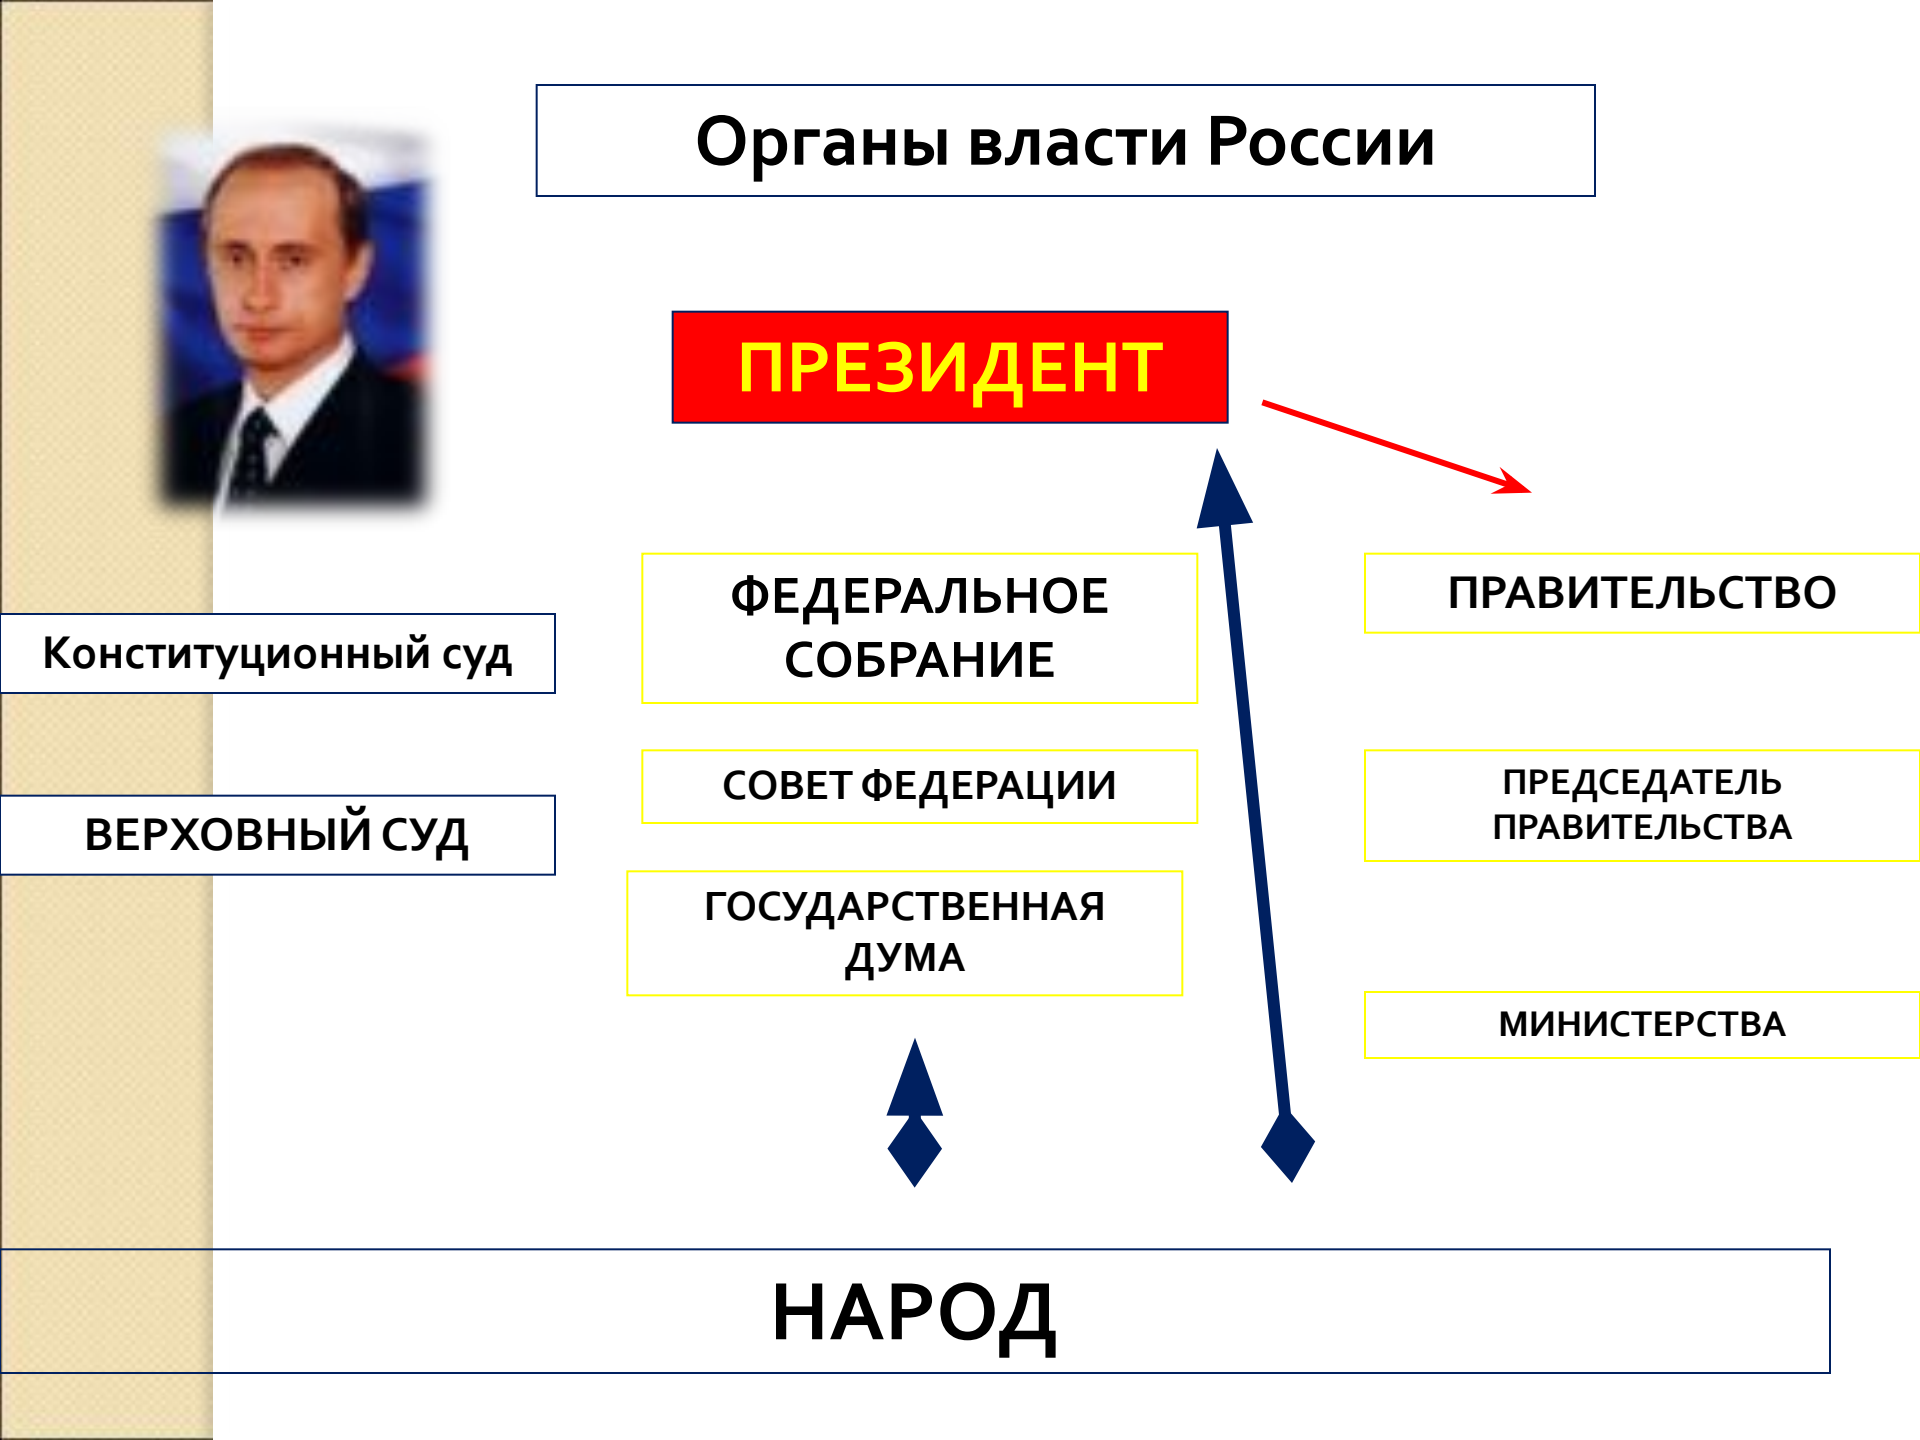 Органы власти России
ПРЕЗИДЕНТ
ФЕДЕРАЛЬНОЕ
СОБРАНИЕ
ПРАВИТЕЛЬСТВО
Конституционный суд
СОВЕТ ФЕДЕРАЦИИ
ПРЕДСЕДАТЕЛЬ
ПРАВИТЕЛЬСТВА
ВЕРХОВНЫЙ СУД
ГОСУДАРСТВЕННАЯ
ДУМА
МИНИСТЕРСТВА
НАРОД